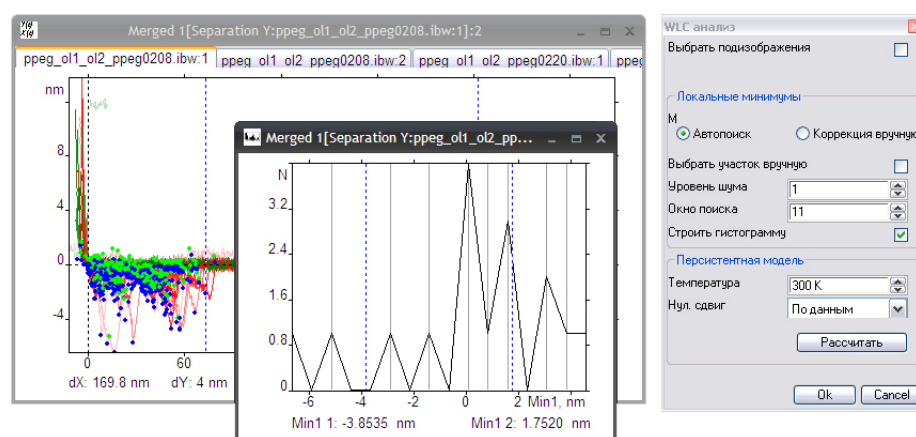 Merged 1[Separation Y:ppeg_ol1_ol2_ppeg0208.ibw:1]:2
ppeg_ol1_ol2_ppeg0208.ibw:1 ppeg_ol1_ol2_ppeg0208.ibw:2 ppeg_ol1_ol2_ppeg0220.ibw:1 ppeg
nm
8
4
0
-4
0 60
dX: 169.8 nm dY: 4 nm
Merged 1[Separation Y:ppeg_ol1_ol2_pp...
N
3.2
2.4
1.6
0.8
0
-6 -4 -2 0 2 Min1, nm
Min1 1: -3.8535 nm Min1 2: 1.7520 nm
WLC анализ
Выбрать подизображения
Локальные минимумы
М
Автопоиск Коррекция вручную
Выбрать участок вручную
Уровень шума 1
Окно поиска 11
Строить гистограмму
Персистентная модель
Температура 300 K
Нул. сдвиг По данным
Рассчитать
Ok Cancel